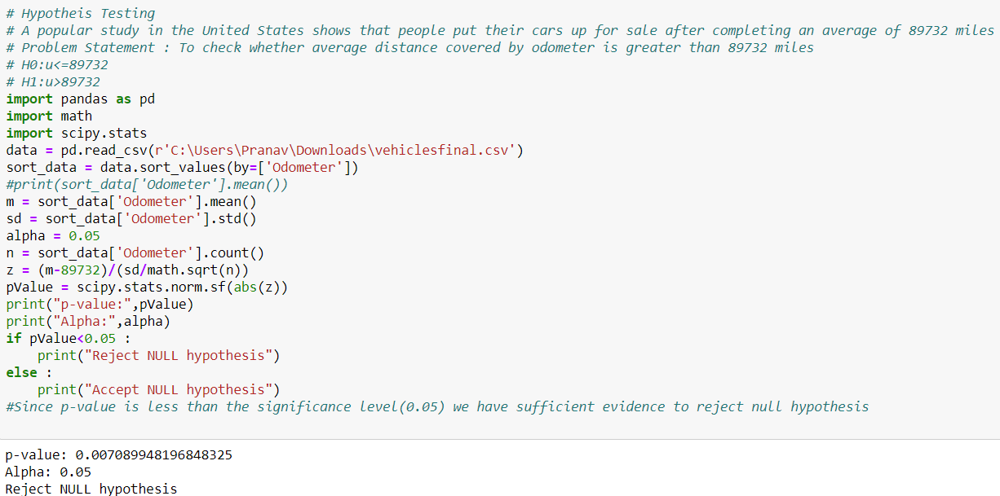 # Hypotheis Testing
# A popular study in the United States shows that people put their cars up for sale after completing an average of 89732 miles
# Problem Statement : To check whether average distance covered by odometer is greater than 89732 miles
# H0:u<=89732
# H1:u>89732
import pandas as pd
import math
import scipy.stats
data = pd.read_csv(r'C:\Users\Pranav\Downloads\vehiclesfinal.csv')
sort_data = data.sort_values(by=['Odometer'])
#print(sort_data['Odometer'].mean())
m = sort_data['Odometer'].mean()
sd = sort_data['Odometer'].std()
alpha = 0.05
n = sort_data['Odometer'].count()
z = (m-89732)/(sd/math.sqrt(n))
pValue = scipy.stats.norm.sf(abs(z))
print("p-value:",pValue)
print("Alpha:",alpha)
if pValue<0.05 :
    print("Reject NULL hypothesis")
else :
    print("Accept NULL hypothesis")
#Since p-value is less than the significance level(0.05) we have sufficient evidence to reject null hypothesis
p-value: 0.007089948196848325
Alpha: 0.05
Reject NULL hypothesis